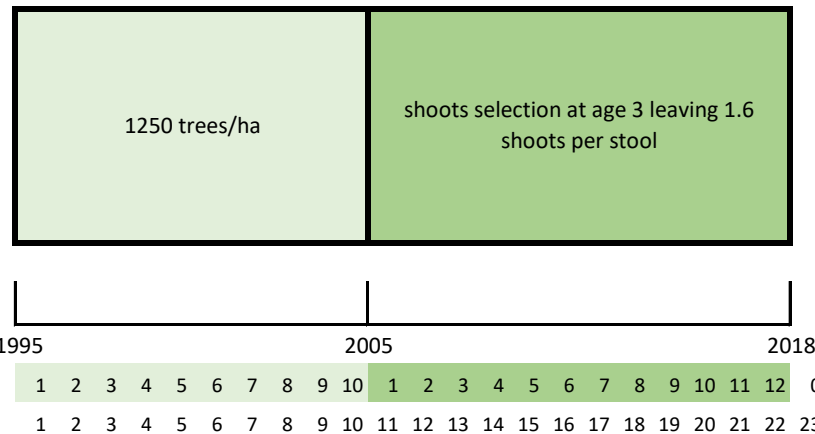 1250 trees/ha
shoots selection at age 3 leaving 1.6
shoots per stool
1995 2005 2018
1 2 3 4 5 6 7 8 9 10 1 2 3 4 5 6 7 8 9 10 11 12 0
1 2 3 4 5 6 7 8 9 10 11 12 13 14 15 16 17 18 19 20 21 22 23